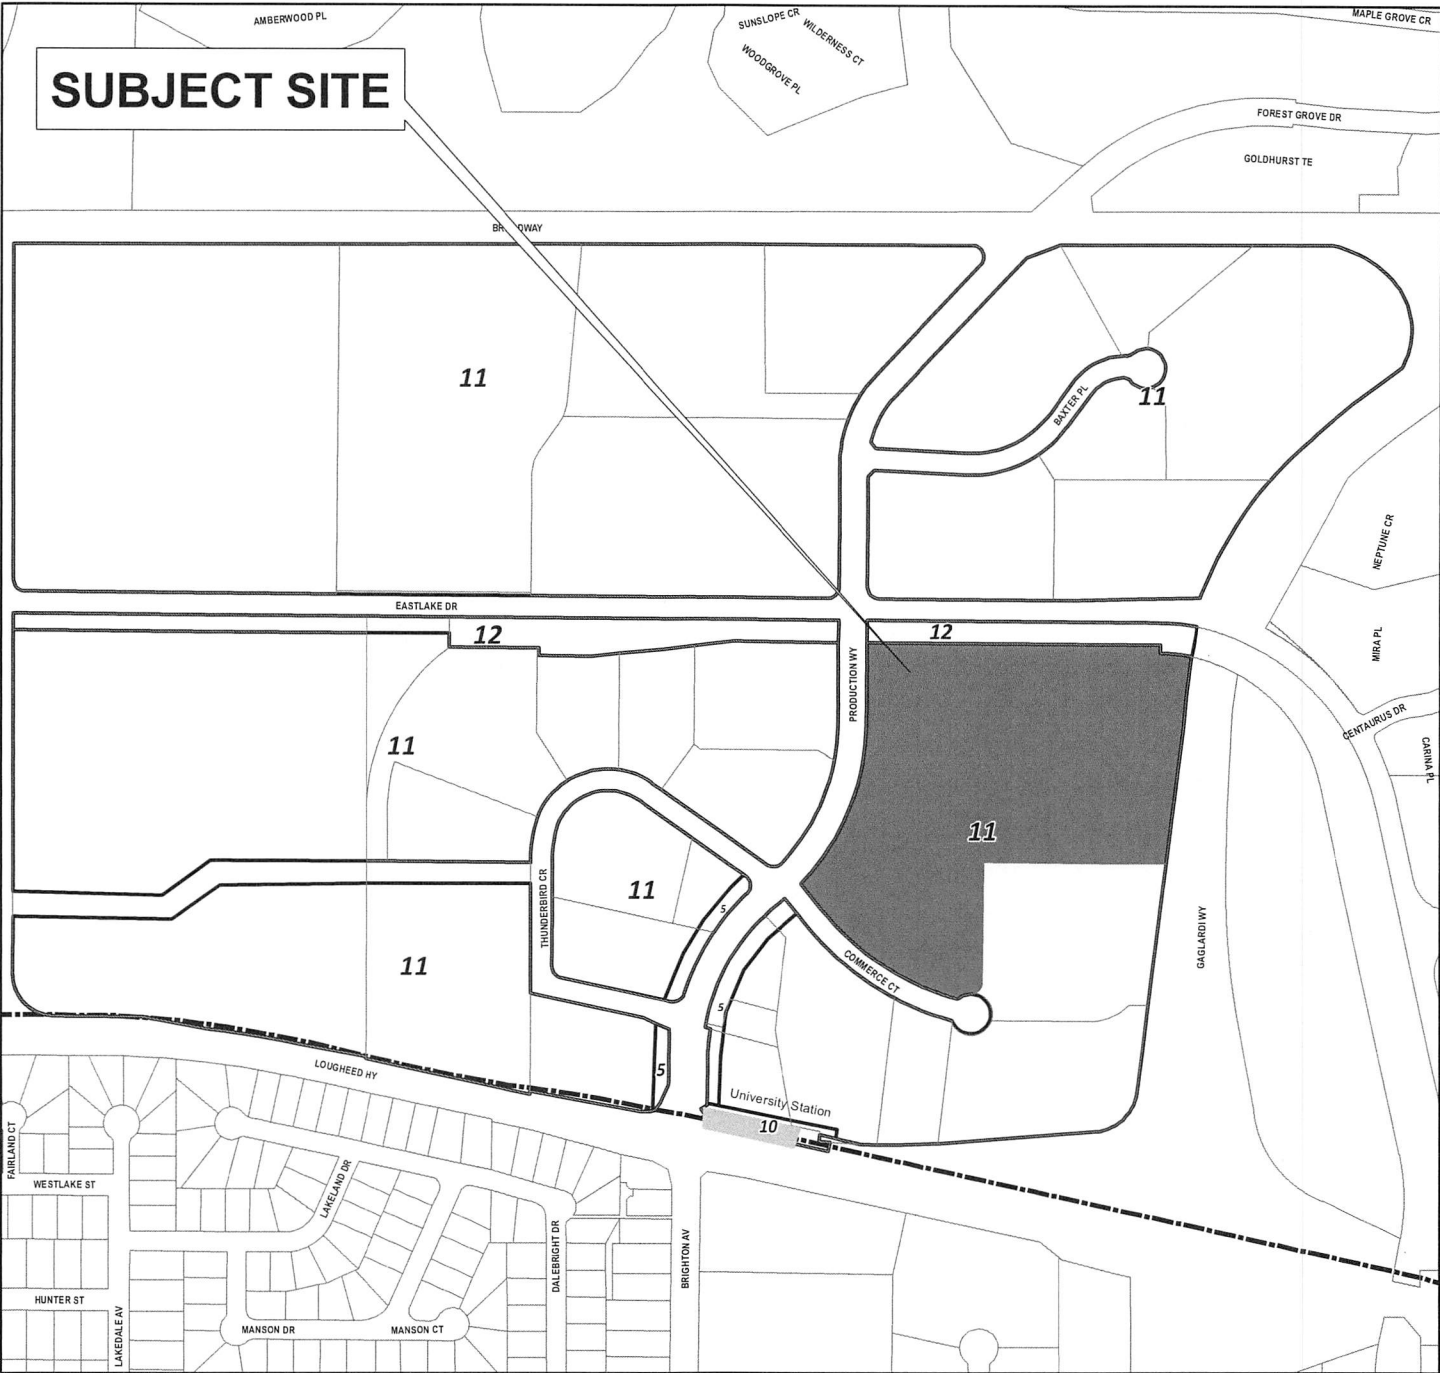 AMBERWOOD PL
SUNSLOPE CR
WILDERNESS CT
WOODGROVE PL
MAPLE GROVE CR
SUBJECT SITE
FOREST GROVE DR
GOLDHURST TE
11
BAXTER PL
11
NEPTUNE CR
EASTLAKE DR
12
12
PRODUCTION WY
MIRA PL
CENTAURUS DR
CARINA PL
11
11
11
5
THUNDERBIRD CR
GAGLARDI WY
COMMERCE CT
11
5
5
LOUGHEED HY
University Station
10
FAIRLAND CT
WESTLAKE ST
LAKELAND DR
DALEBRIGHT DR
BRIGHTON AV
HUNTER ST
LAKEDALE AV
MANSON DR
MANSON CT